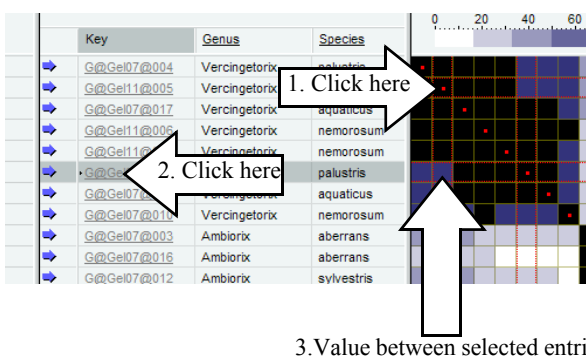 0 20 40 60
Key Genus Species
G@Gel07@004 Vercingetorix palustris
G@Gel11@005 Vercingetorix
1. Click here
G@Gel07@017 Vercingetorix aquaticus
G@Gel11@006 nemorosum
Vercingetorix nemorosum
2. Click here
palustris
Vercingetorix aquaticus
G@Gel07@010 Vercingetorix nemorosum
G@Gel07@003 Ambiorix aberrans
G@Gel07@016 Ambiorix aberrans
G@Gel07@012 Ambiorix sylvestris
3.Value between selected entri